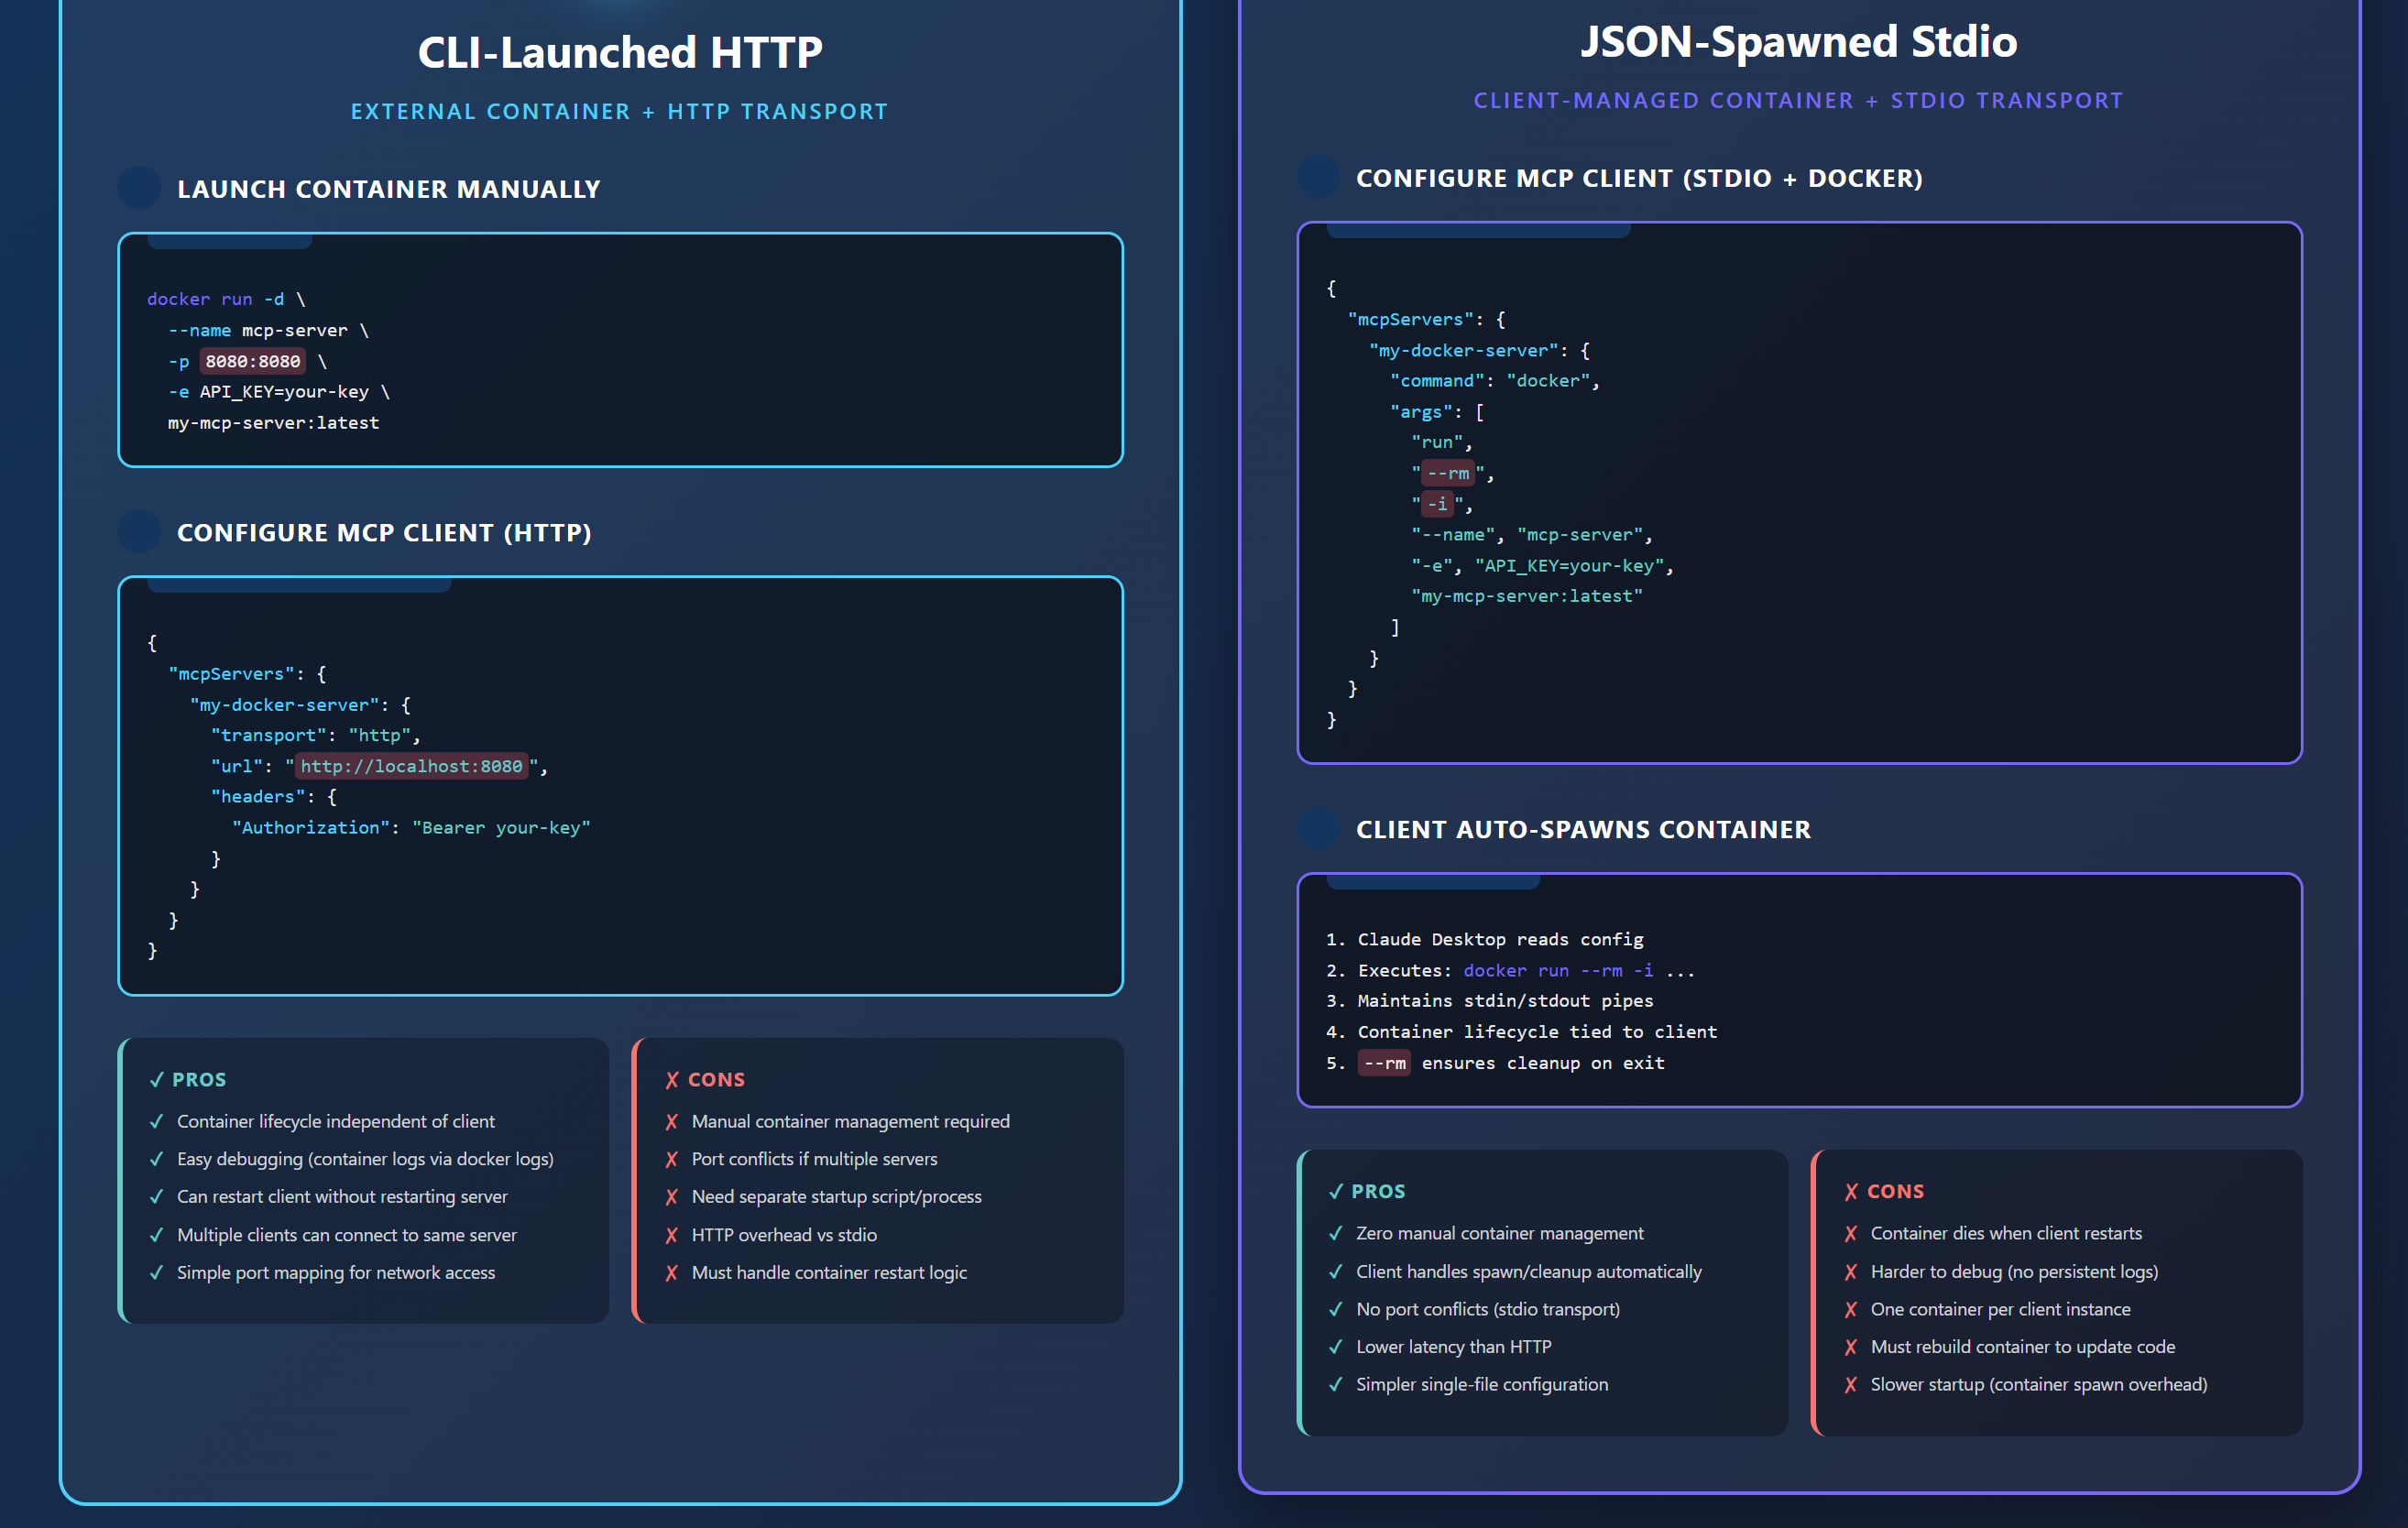 CLI-Launched HTTP
EXTERNAL CONTAINER + HTTP TRANSPORT
LAUNCH CONTAINER MANUALLY
docker run -d \
  --name mcp-server \
  -p 8080:8080 \
  -e API_KEY=your-key \
  my-mcp-server:latest
CONFIGURE MCP CLIENT (HTTP)
{
  "mcpServers": {
    "my-docker-server": {
      "transport": "http",
      "url": "http://localhost:8080",
      "headers": {
        "Authorization": "Bearer your-key"
      }
    }
  }
}
✓ PROS
✓ Container lifecycle independent of client
✓ Easy debugging (container logs via docker logs)
✓ Can restart client without restarting server
✓ Multiple clients can connect to same server
✓ Simple port mapping for network access
✗ CONS
✗ Manual container management required
✗ Port conflicts if multiple servers
✗ Need separate startup script/process
✗ HTTP overhead vs stdio
✗ Must handle container restart logic
JSON-Spawned Stdio
CLIENT-MANAGED CONTAINER + STDIO TRANSPORT
CONFIGURE MCP CLIENT (STDIO + DOCKER)
{
  "mcpServers": {
    "my-docker-server": {
      "command": "docker",
      "args": [
        "run",
        "--rm",
        "-i",
        "--name", "mcp-server",
        "-e", "API_KEY=your-key",
        "my-mcp-server:latest"
      ]
    }
  }
}
CLIENT AUTO-SPAWNS CONTAINER
1. Claude Desktop reads config
2. Executes: docker run --rm -i ...
3. Maintains stdin/stdout pipes
4. Container lifecycle tied to client
5. --rm ensures cleanup on exit
✓ PROS
✓ Zero manual container management
✓ Client handles spawn/cleanup automatically
✓ No port conflicts (stdio transport)
✓ Lower latency than HTTP
✓ Simpler single-file configuration
✗ CONS
✗ Container dies when client restarts
✗ Harder to debug (no persistent logs)
✗ One container per client instance
✗ Must rebuild container to update code
✗ Slower startup (container spawn overhead)